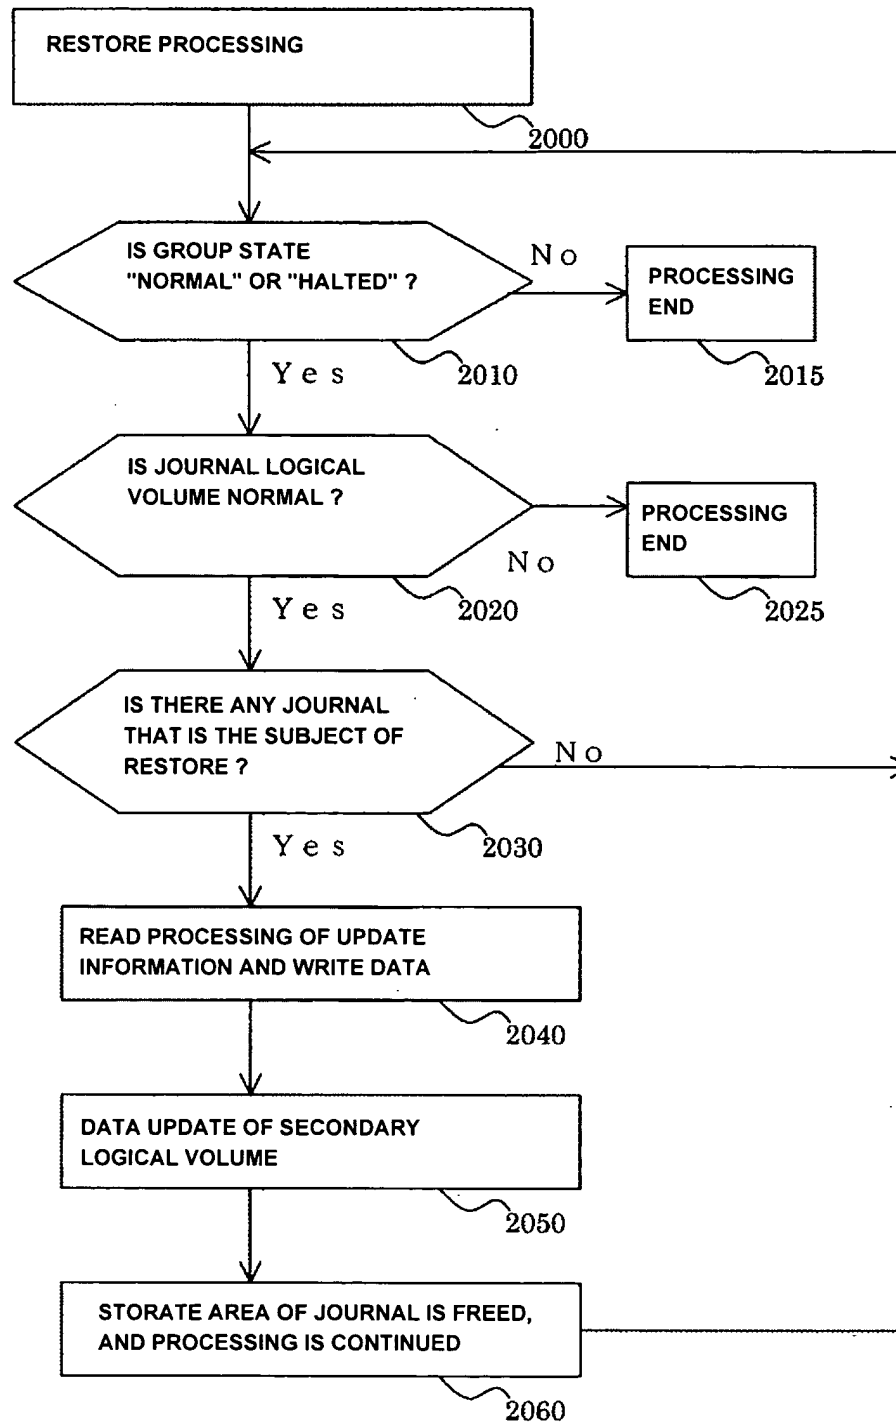 RESTORE PROCESSING
2000
IS GROUP STATE
"NORMAL" OR "HALTED" ?
No
PROCESSING
END
2010
2015
Yes
IS JOURNAL LOGICAL
VOLUME NORMAL ?
No
PROCESSING
END
2020
2025
Yes
IS THERE ANY JOURNAL
THAT IS THE SUBJECT OF
RESTORE ?
No
2030
Yes
READ PROCESSING OF UPDATE
INFORMATION AND WRITE DATA
2040
DATA UPDATE OF SECONDARY
LOGICAL VOLUME
2050
STORATE AREA OF JOURNAL IS FREED,
AND PROCESSING IS CONTINUED
2060